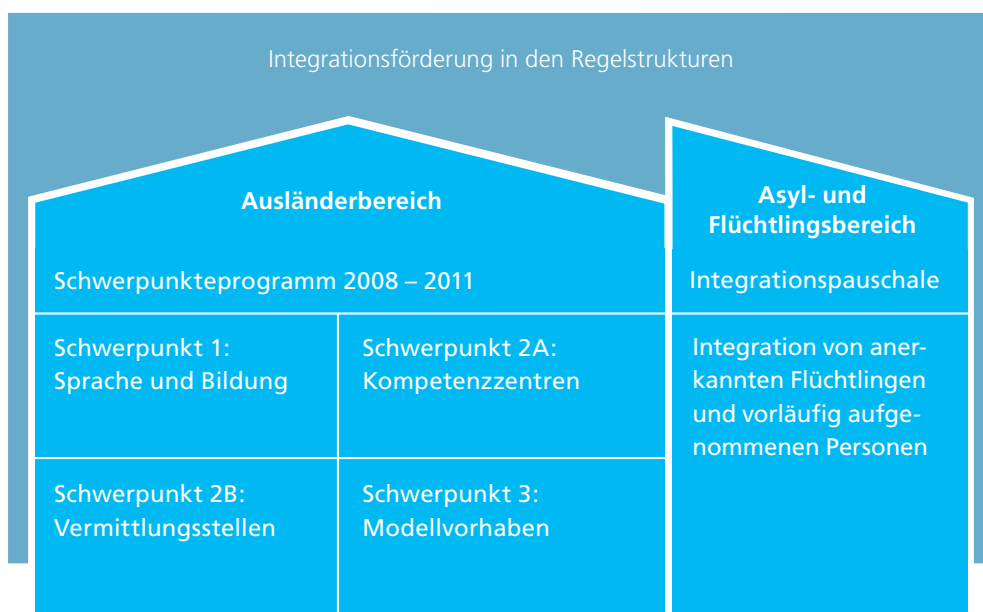 Integrationsförderung in den Regelstrukturen
Ausländerbereich
Schwerpunkteprogramm 2008 – 2011
Schwerpunkt 1:
Sprache und Bildung
Schwerpunkt 2A:
Kompetenzzentren
Schwerpunkt 2B:
Vermittlungsstellen
Schwerpunkt 3:
Modellvorhaben
Asyl- und
Flüchtlingsbereich
Integrationspauschale
Integration von aner-
kannten Flüchtlingen
und vorläufig aufge-
nommenen Personen